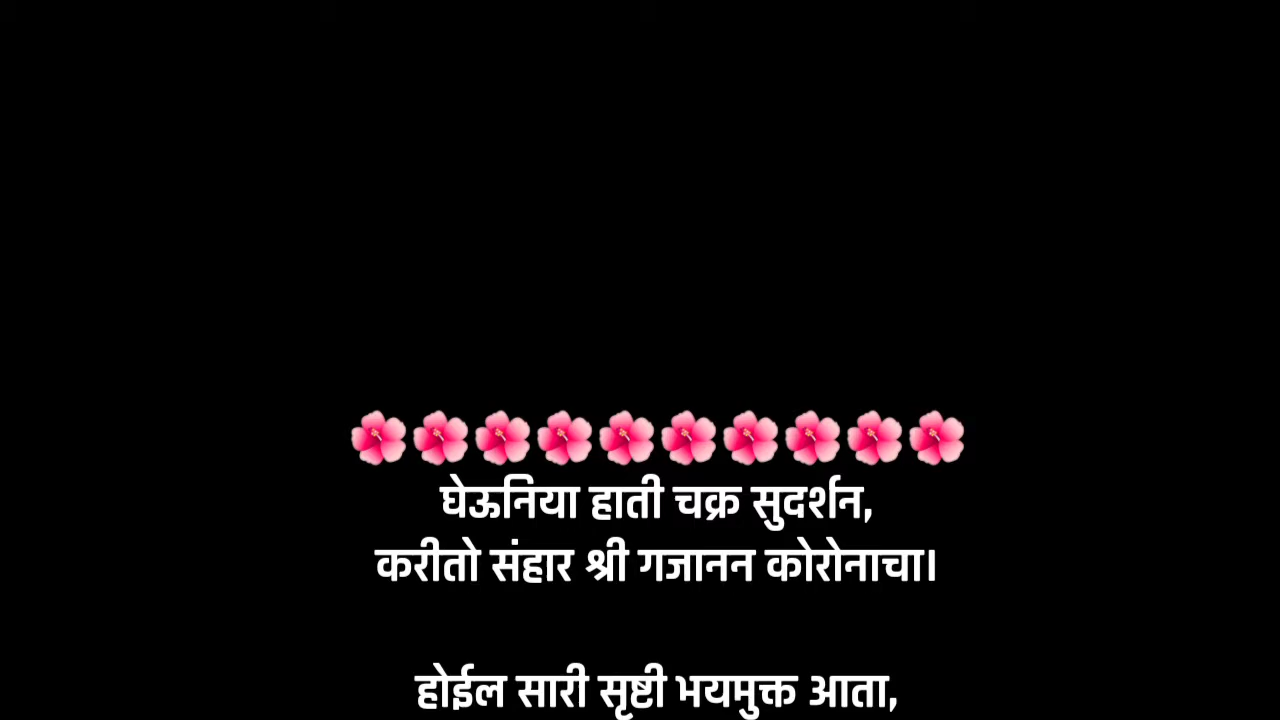 🌺🌺🌺🌺🌺🌺🌺🌺🌺🌺
घेऊनिया हाती चक्र सुदर्शन,
करीतो संहार श्री गजानन कोरोनाचा।
होईल सारी सृष्टी भयमुक्त आता,